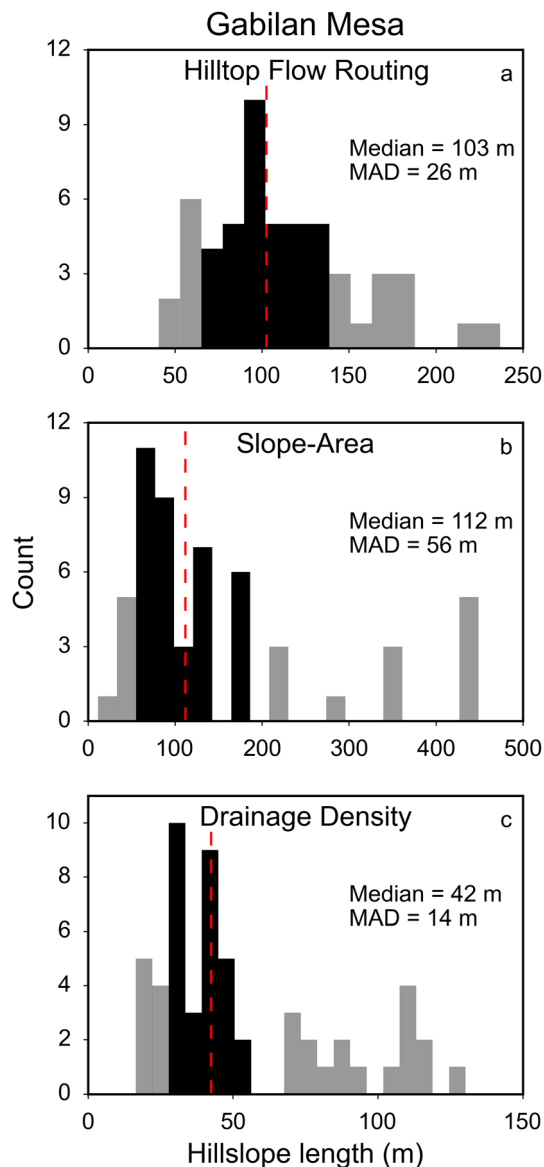 Gabilan Mesa
Hilltop Flow Routing
a
Median = 103 m
MAD = 26 m
12
9
6
3
0
0 50 100 150 200 250
Slope-Area
b
Median = 112 m
MAD = 56 m
12
9
6
3
0
0 100 200 300 400 500
Count
Drainage Density
c
Median = 42 m
MAD = 14 m
10
8
6
4
2
0
0 50 100 150
Hillslope length (m)